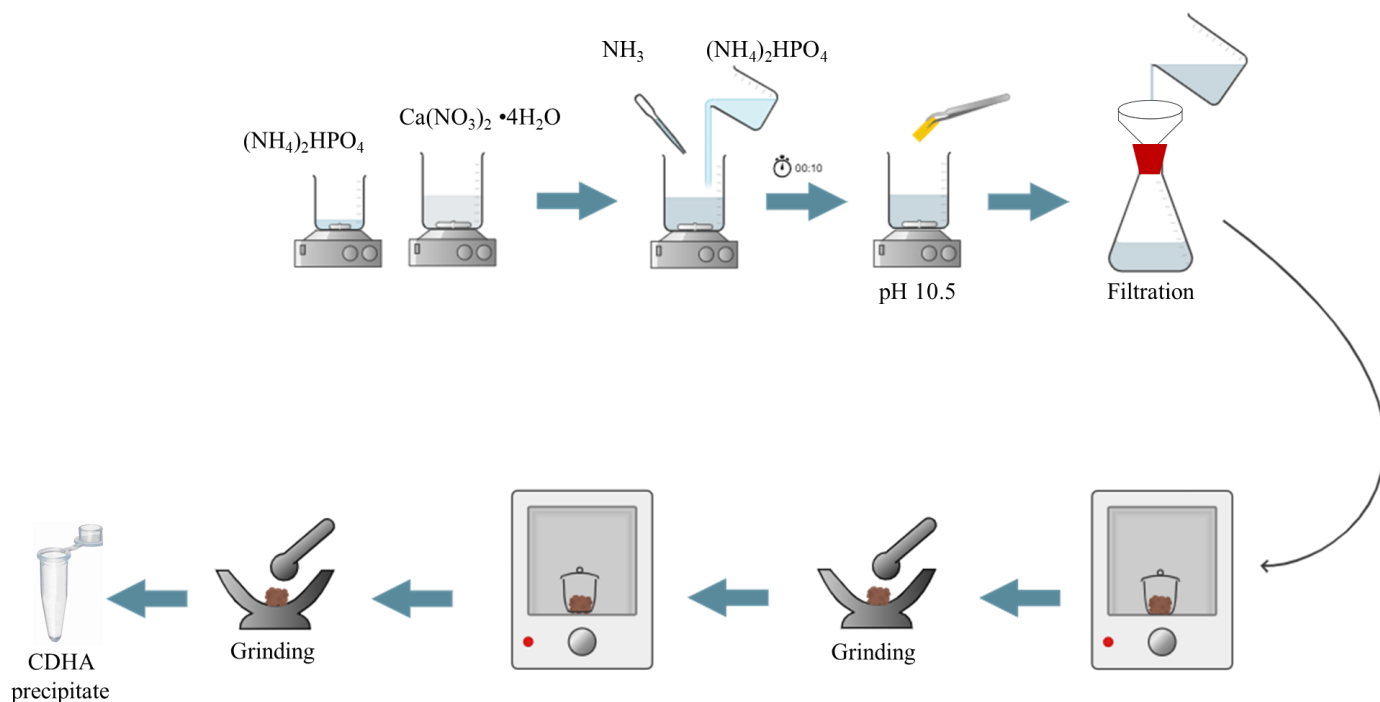 NH₃
(NH₄)₂HPO₄
Ca(NO₃)₂ •4H₂O
(NH₄)₂HPO₄
00:10
pH 10.5
Filtration
Grinding
Grinding
CDHA
precipitate